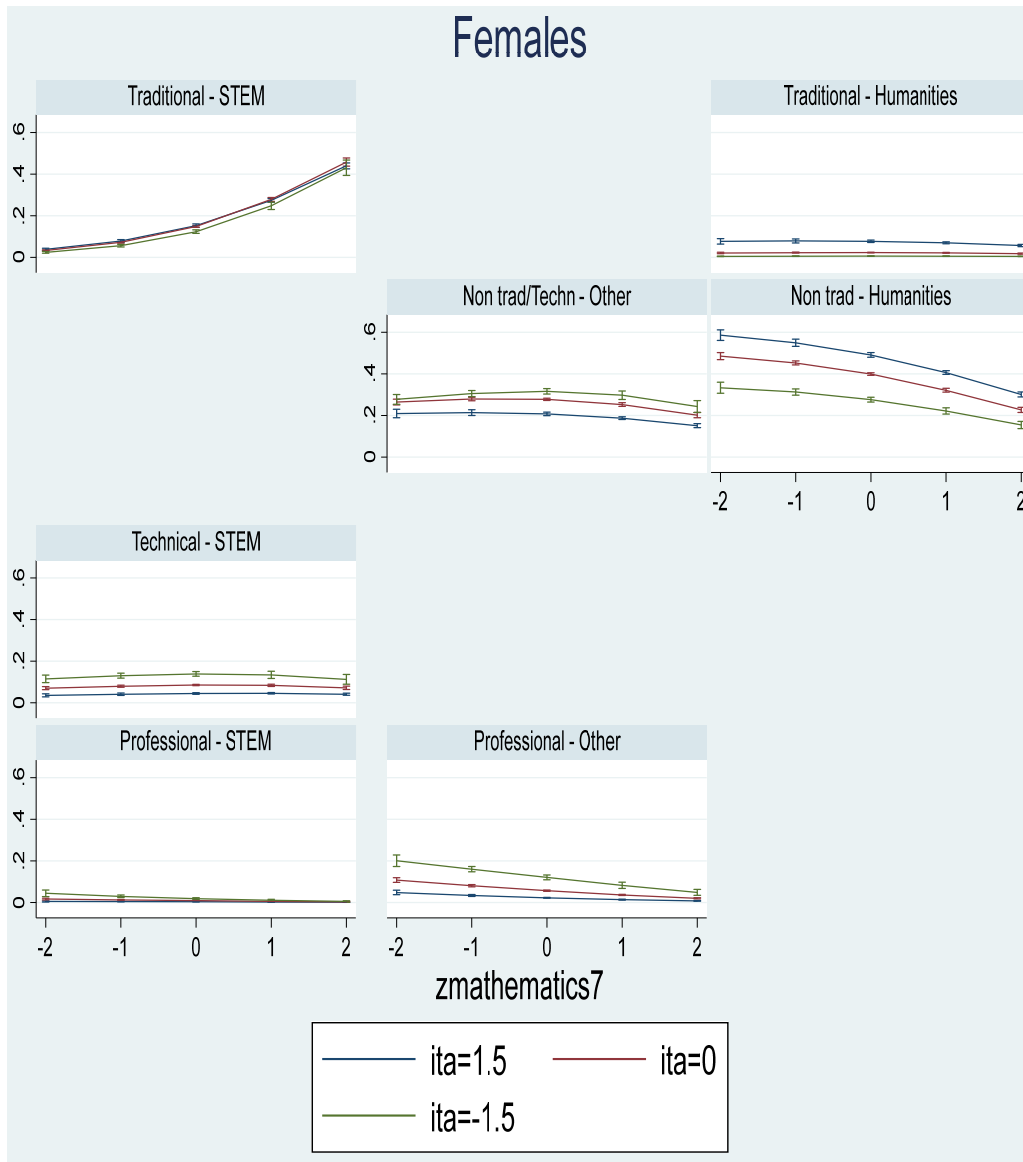 Females
Traditional - STEM
Traditional - Humanities
.6
.4
.2
0
Non trad/Techn - Other
Non trad - Humanities
.6
.4
.2
0
-2 -1 0 1 2
Technical - STEM
.6
.4
.2
0
Professional - STEM
Professional - Other
.6
.4
.2
0
-2 -1 0 1 2
-2 -1 0 1 2
zmathematics7
ita=1.5
ita=0
ita=-1.5